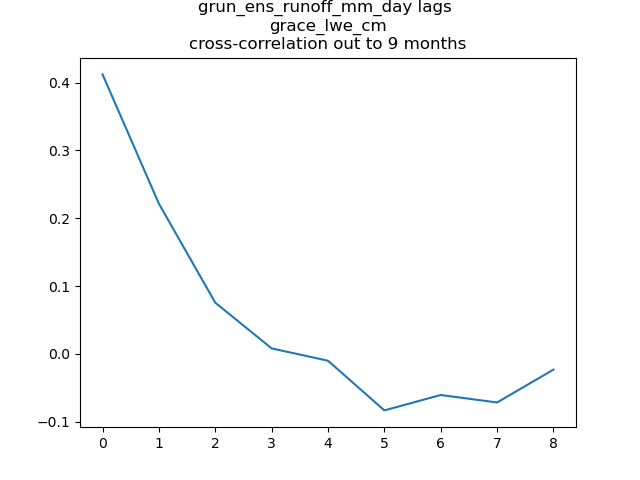 grun_ens_runoff_mm_day lags
grace_lwe_cm
cross-correlation out to 9 months
0.4
0.3
0.2
0.1
0.0
−0.1
0 1 2 3 4 5 6 7 8